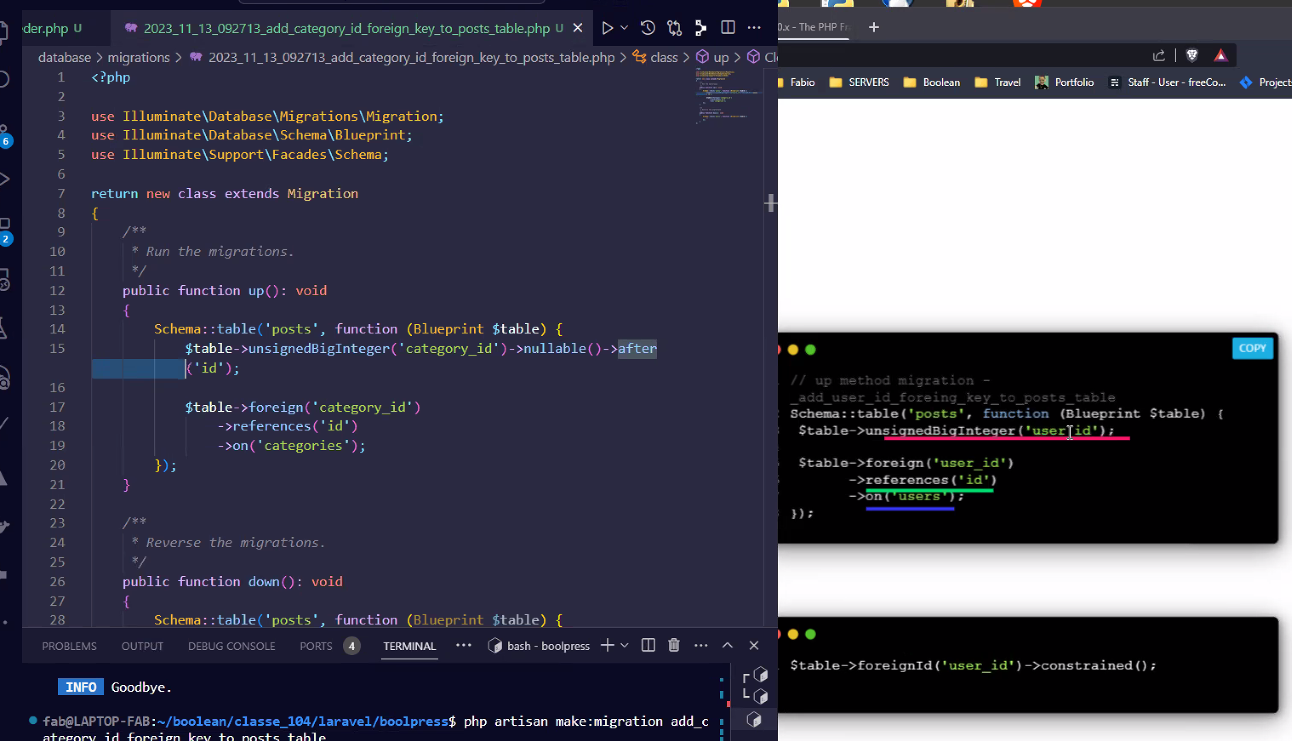 eder.php U
2023_11_13_092713_add_category_id_foreign_key_to_posts_table.php U
database > migrations > 2023_11_13_092713_add_category_id_foreign_key_to_posts_table.php > class > up > Cl
1 <?php
2
3 use Illuminate\Database\Migrations\Migration;
4 use Illuminate\Database\Schema\Blueprint;
5 use Illuminate\Support\Facades\Schema;
6
7 return new class extends Migration
8 {
9 /**
10 * Run the migrations.
11 */
12 public function up(): void
13 {
14 Schema::table('posts', function (Blueprint $table) {
15 $table->unsignedBigInteger('category_id')->nullable()->after
('id');
16
17 $table->foreign('category_id')
18 ->references('id')
19 ->on('categories');
20 });
21 }
22
23 /**
24 * Reverse the migrations.
25 */
26 public function down(): void
27 {
28 Schema::table('posts', function (Blueprint $table) {
6
2
PROBLEMS OUTPUT DEBUG CONSOLE PORTS 4 TERMINAL bash - boolpress
INFO Goodbye.
fab@LAPTOP-FAB:~/boolean/classe_104/laravel/boolpress$ php artisan make:migration add_c
ategory_id_foreign_key_to_posts_table
0.x - The PHP Fram
Fabio SERVERS Boolean Travel Portfolio Staff - User - freeCo... Projects
COPY
// up method migration -
_add_user_id_foreing_key_to_posts_table
Schema::table('posts', function (Blueprint $table) {
$table->unsignedBigInteger('user_id');
$table->foreign('user_id')
->references('id')
->on('users');
});
$table->foreignId('user_id')->constrained();